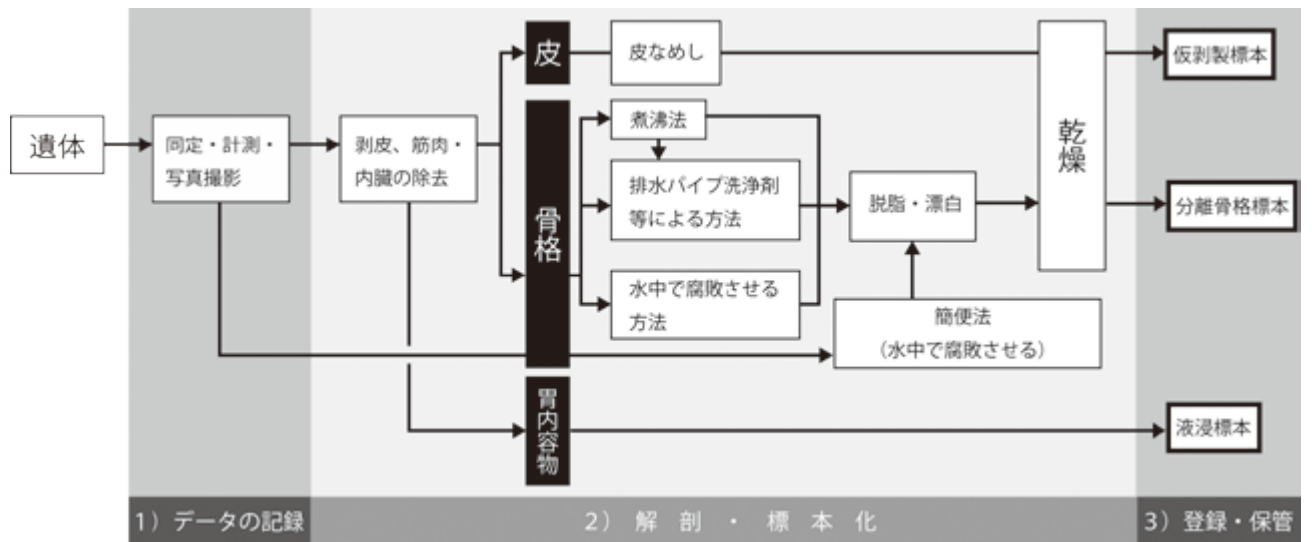 遺体
同定・計測・
写真撮影
剥皮、筋肉・
内臓の除去
皮
骨格
胃内容物
皮なめし
煮沸法
排水パイプ洗浄剤
等による方法
水中で腐敗させる
方法
脱脂・漂白
簡便法
（水中で腐敗させる）
乾燥
仮剥製標本
分離骨格標本
液浸標本
1）データの記録
2）解剖・標本化
3）登録・保管